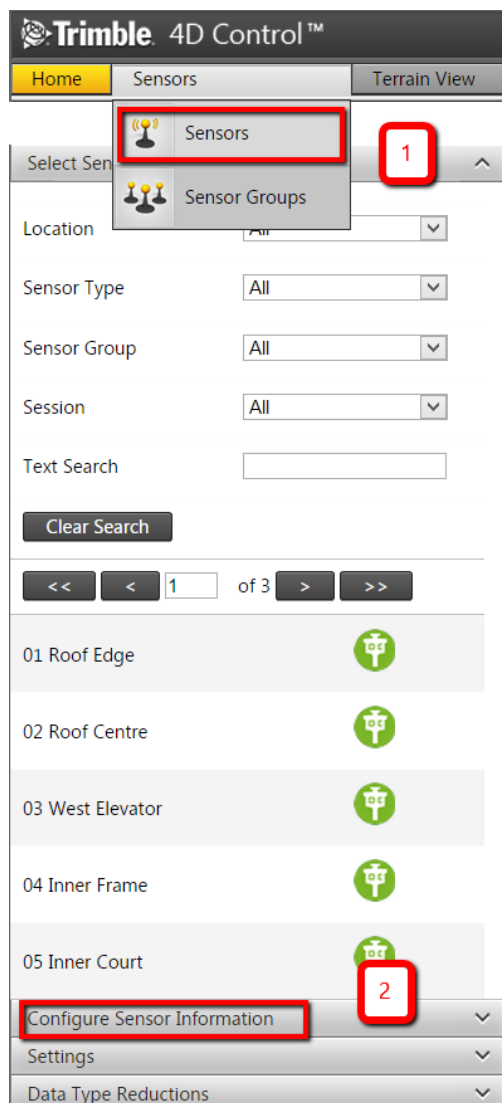 Trimble. 4D Control™
Home Sensors Terrain View
Sensors
1
Select Sen
Sensor Groups
Location All
Sensor Type All
Sensor Group All
Session All
Text Search
Clear Search
<< < 1 of 3 > >>
01 Roof Edge
02 Roof Centre
03 West Elevator
04 Inner Frame
05 Inner Court
2
Configure Sensor Information
Settings
Data Type Reductions